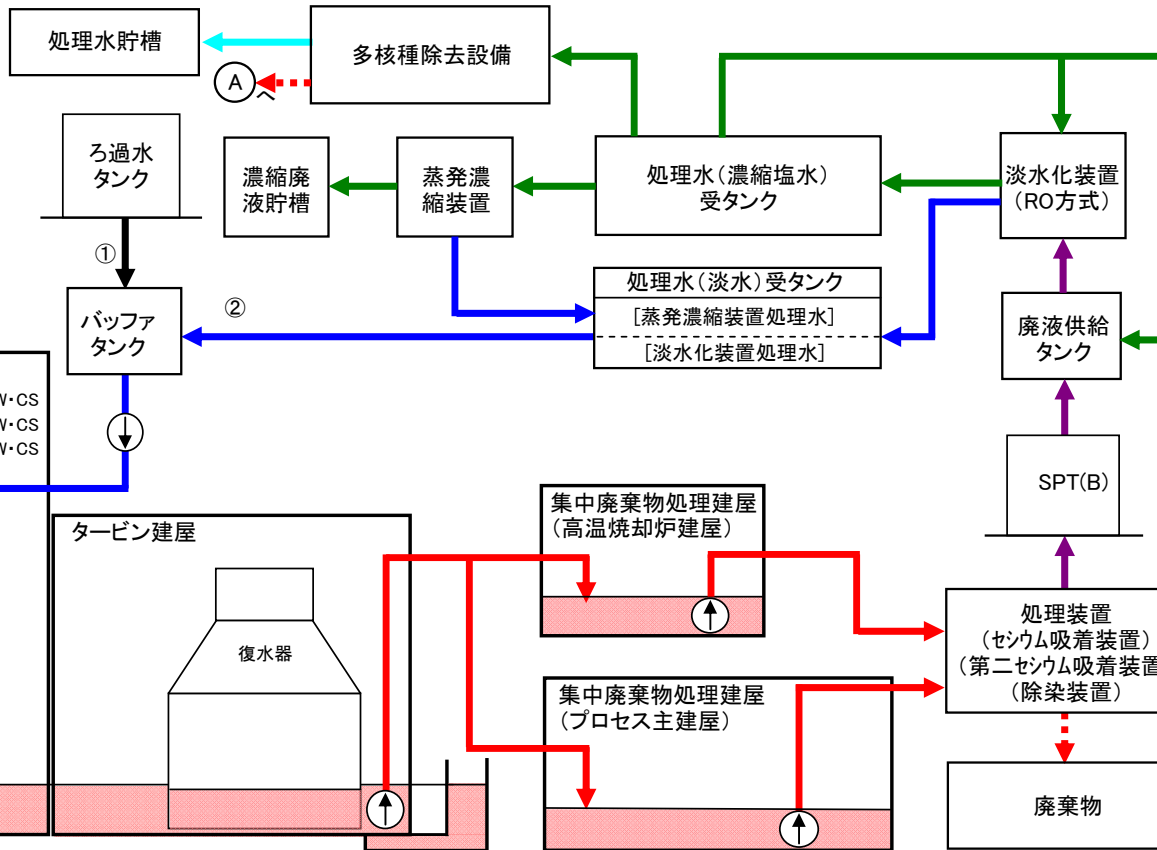 処理水貯槽
多核種除去設備
A
へ
ろ過水
タンク
濃縮廃
液貯槽
蒸発濃
縮装置
処理水(濃縮塩水)
受タンク
淡水化装置
(RO方式)
①
処理水(淡水)受タンク
[蒸発濃縮装置処理水]
[淡水化装置処理水]
②
バッファ
タンク
廃液供給
タンク
W・CS
W・CS
W・CS
SPT(B)
タービン建屋
復水器
集中廃棄物処理建屋
(高温焼却炉建屋)
集中廃棄物処理建屋
(プロセス主建屋)
処理装置
(セシウム吸着装置)
(第二セシウム吸着装置
(除染装置)
廃棄物